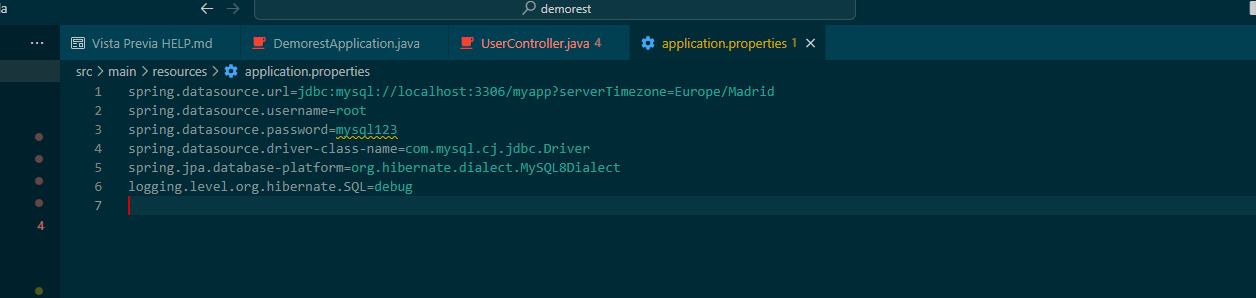 la
demorest
Vista Previa HELP.md
DemorestApplication.java
UserController.java 4
application.properties 1
src > main > resources > application.properties
1 spring.datasource.url=jdbc:mysql://localhost:3306/myapp?serverTimezone=Europe/Madrid
2 spring.datasource.username=root
3 spring.datasource.password=mysql123
4 spring.datasource.driver-class-name=com.mysql.cj.jdbc.Driver
5 spring.jpa.database-platform=org.hibernate.dialect.MySQL8Dialect
6 logging.level.org.hibernate.SQL=debug
7
4